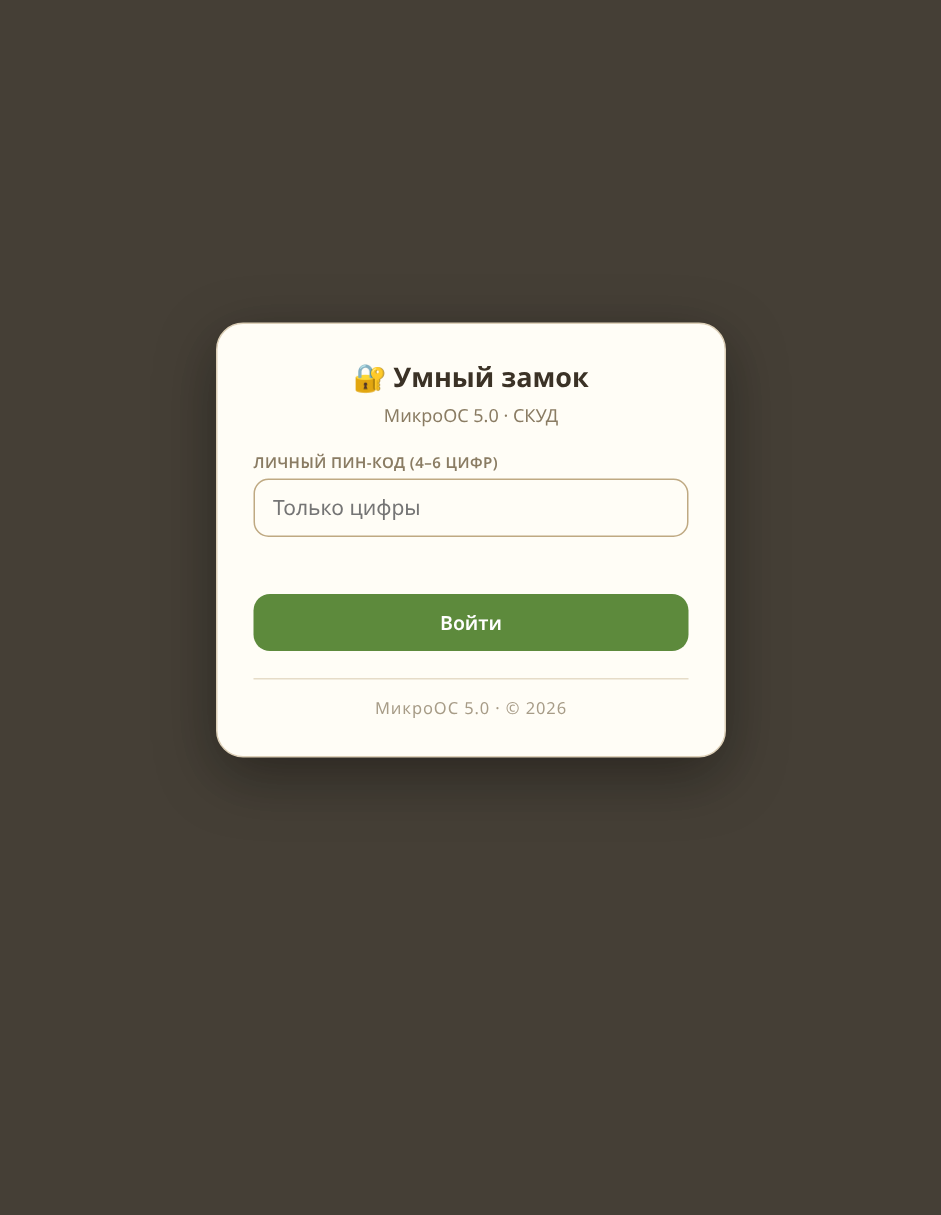 🔐 Умный замок
МикроОС 5.0 · СКУД
ЛИЧНЫЙ ПИН-КОД (4–6 ЦИФР)
Только цифры
Войти
МикроОС 5.0 · © 2026